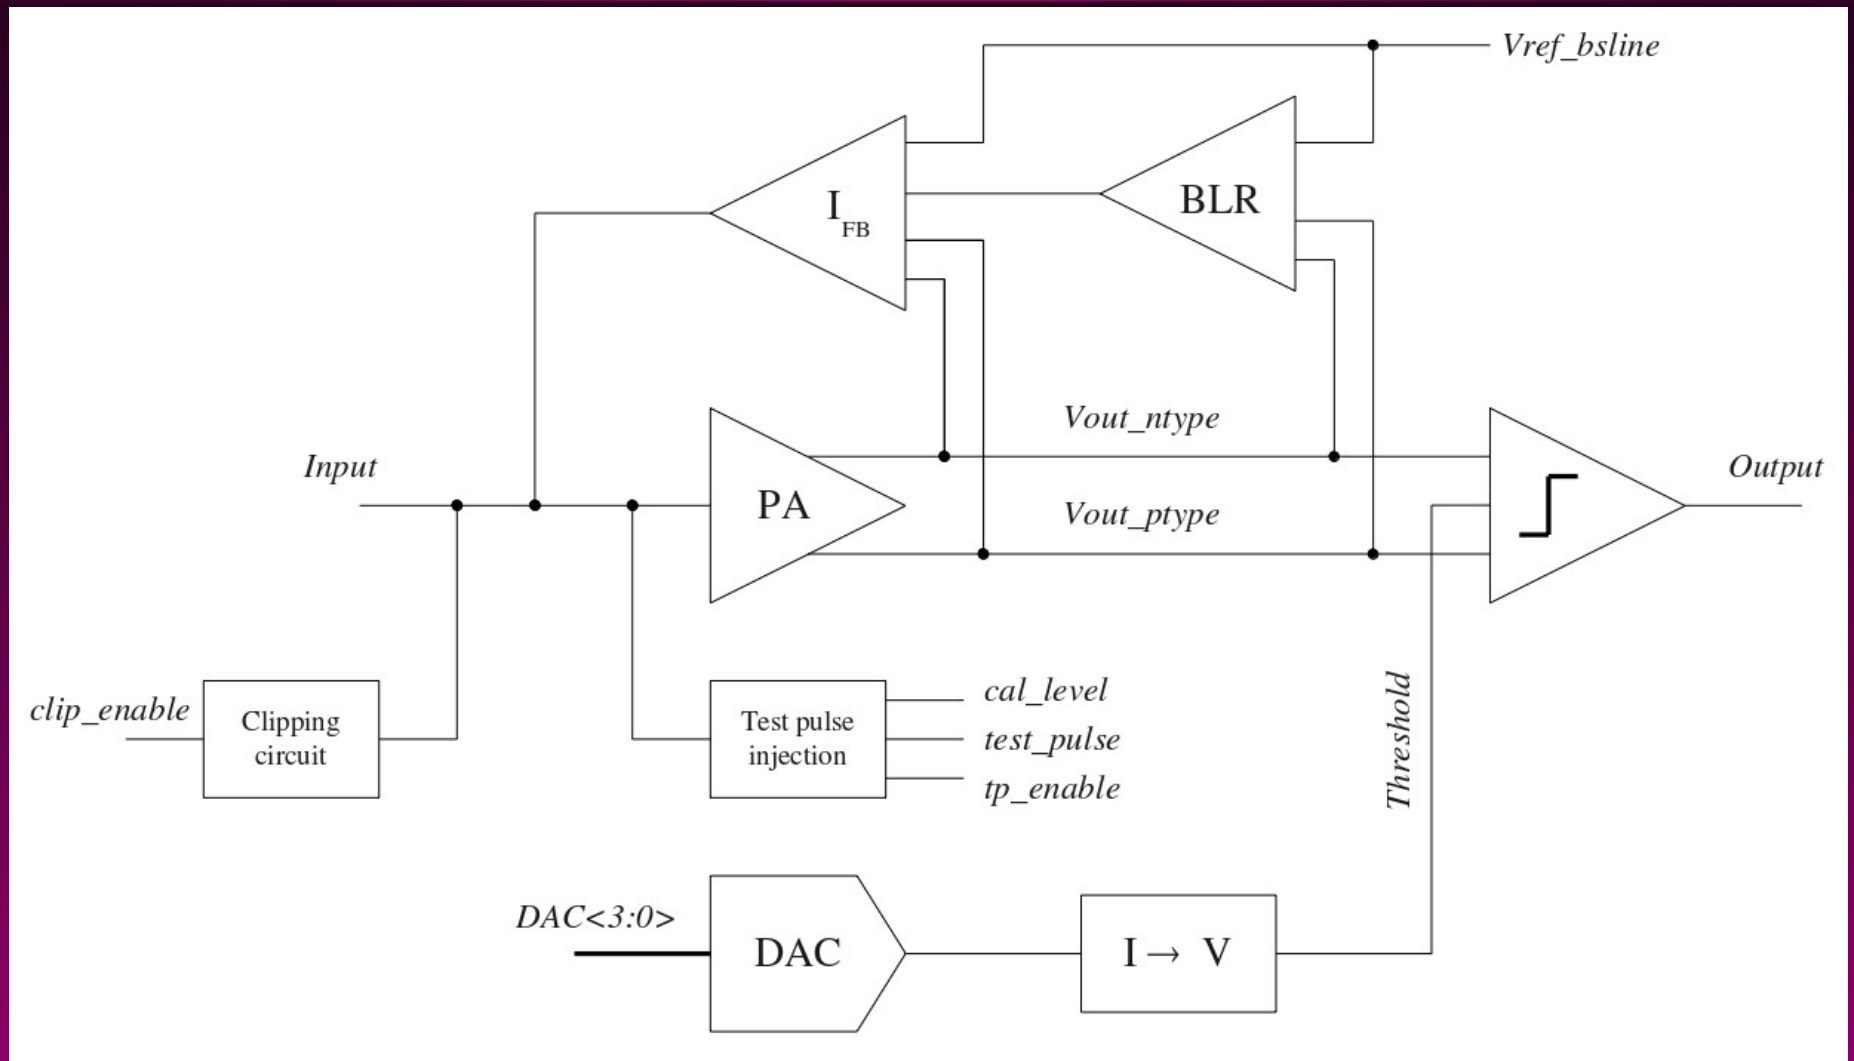 Vref_bsline
BLR
I FB
Vout_ntype
Input
Output
PA
Vout_ptype
clip_enable
Clipping
circuit
Test pulse
injection
cal_level
test_pulse
tp_enable
Threshold
DAC<3:0>
DAC
I → V